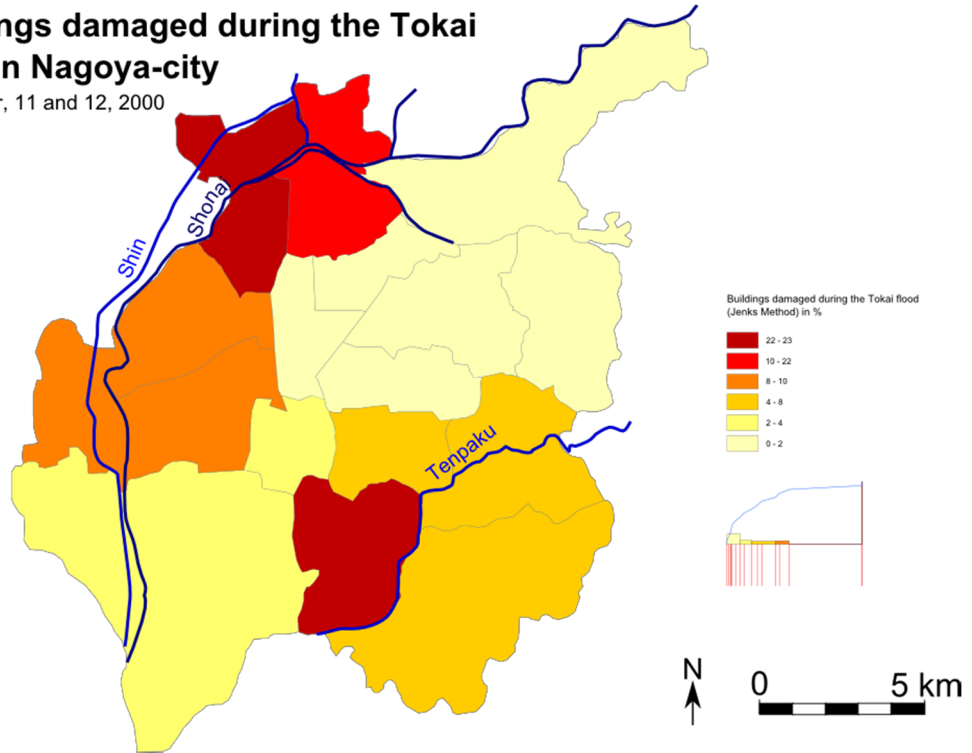 ngs damaged during the Tokai
n Nagoya-city
, 11 and 12, 2000
Shona
Shin
Tenpaku
Buildings damaged during the Tokai flood
(Jenks Method) in %
22 - 23
10 - 22
8 - 10
4 - 8
2 - 4
0 - 2
N
0 5 km